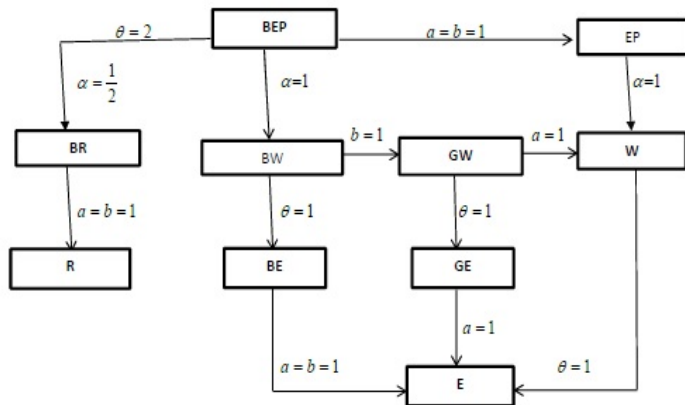 θ = 2
BEP
a = b = 1
EP
α = 1/2
α=1
α=1
BR
BW
b = 1
GW
a = 1
W
a = b = 1
θ = 1
θ = 1
R
BE
GE
a = 1
a = b = 1
E
θ = 1